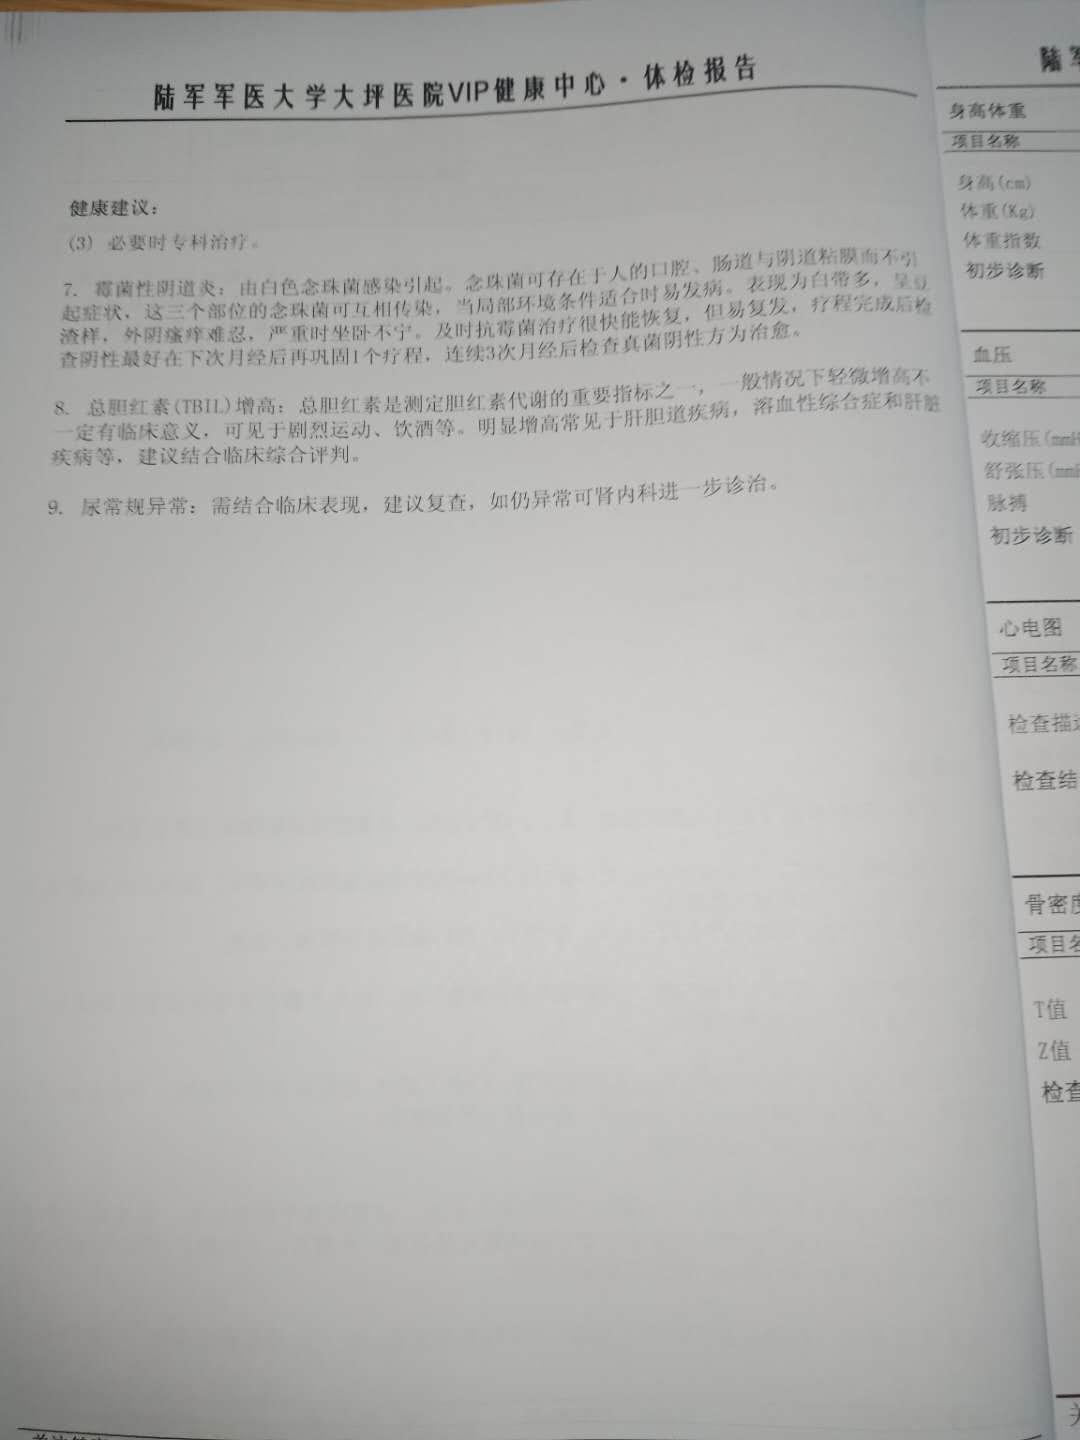 陆军军医大学大坪医院VIP健康中心·体检报告
健康建议：
(3) 必要时专科治疗。
7. 霉菌性阴道炎：由白色念珠菌感染引起。念珠菌可存在于人的口腔、肠道与阴道粘膜而不引
起症状，这三个部位的念珠菌可互相传染，当局部环境条件适合时易发病。表现为白带多，呈豆
渣样，外阴瘙痒难忍，严重时坐卧不宁。及时抗霉菌治疗很快能恢复，但易复发，疗程完成后检
查阴性最好在下次月经后再巩固1个疗程，连续3次月经后检查真菌阴性方为治愈。
8. 总胆红素(TBIL)增高：总胆红素是测定胆红素代谢的重要指标之一，一般情况下轻微增高不
一定有临床意义，可见于剧烈运动、饮酒等。明显增高常见于肝胆道疾病，溶血性综合症和肝脏
疾病等，建议结合临床综合评判。
9. 尿常规异常：需结合临床表现，建议复查，如仍异常可肾内科进一步诊治。
陆军
身高体重
项目名称
身高(cm)
体重(Kg)
体重指数
初步诊断
血压
项目名称
收缩压(mmH
舒张压(mmH
脉搏
初步诊断
心电图
项目名称
检查描述
检查结
骨密度
项目名
T值
Z值
检查